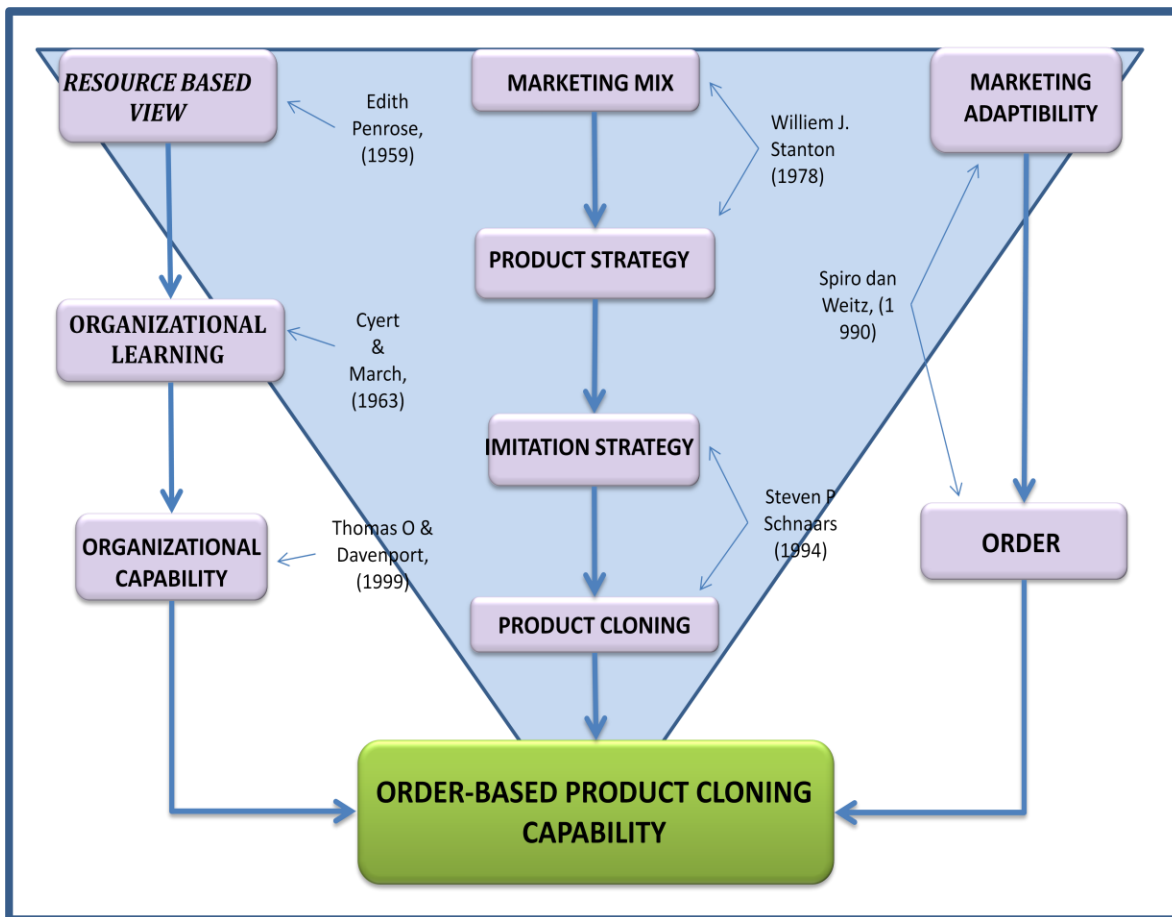 RESOURCE BASED
VIEW
Edith
Penrose,
(1959)
MARKETING MIX
Williem J.
Stanton
(1978)
MARKETING
ADAPTIBILITY
PRODUCT STRATEGY
ORGANIZATIONAL
LEARNING
Cyert
&
March,
(1963)
Spiro dan
Weitz, (1
990)
IMITATION STRATEGY
ORGANIZATIONAL
CAPABILITY
Thomas O &
Davenport,
(1999)
Steven P
Schnaars
(1994)
ORDER
PRODUCT CLONING
ORDER-BASED PRODUCT CLONING
CAPABILITY